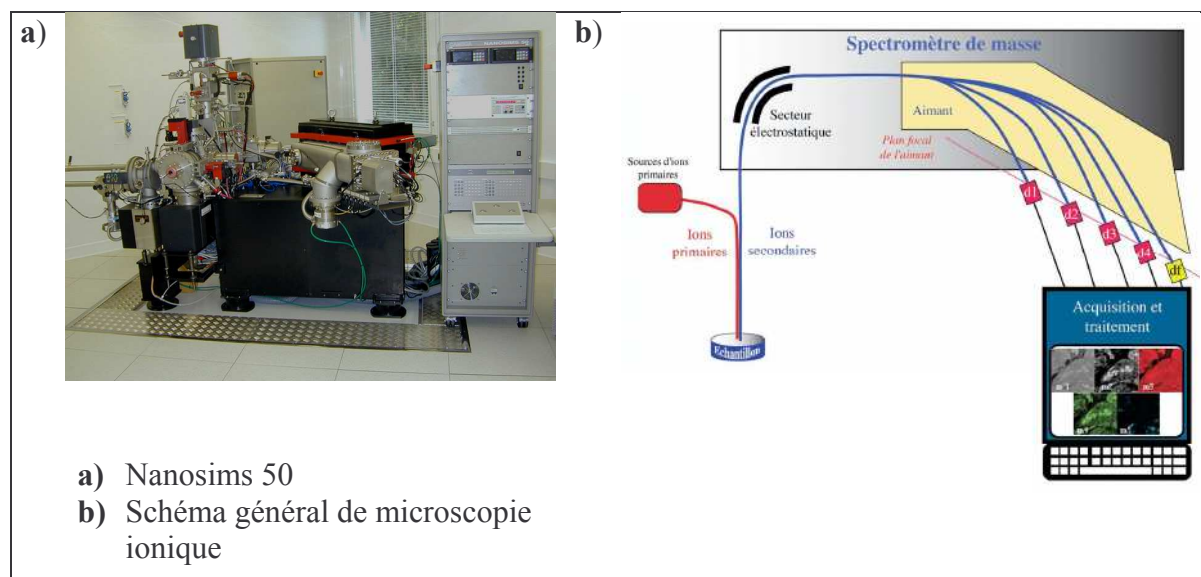 a)
b)
Spectromètre de masse
Aimant
Secteur
électrostatique
Plan focal
de l'aimant
Sources d'ions
primaires
Ions
primaires
Ions
secondaires
d1
d2
d3
d4
df
Echantillon
Acquisition et
traitement
a) Nanosims 50
b) Schéma général de microscopie
ionique